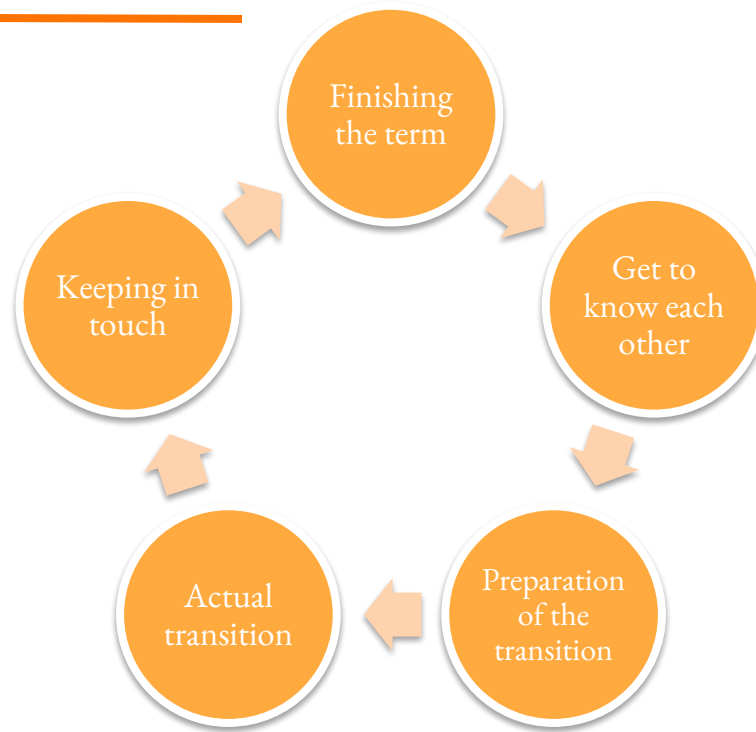 Finishing
the term
Get to
know each
other
Preparation
of the
transition
Actual
transition
Keeping in
touch